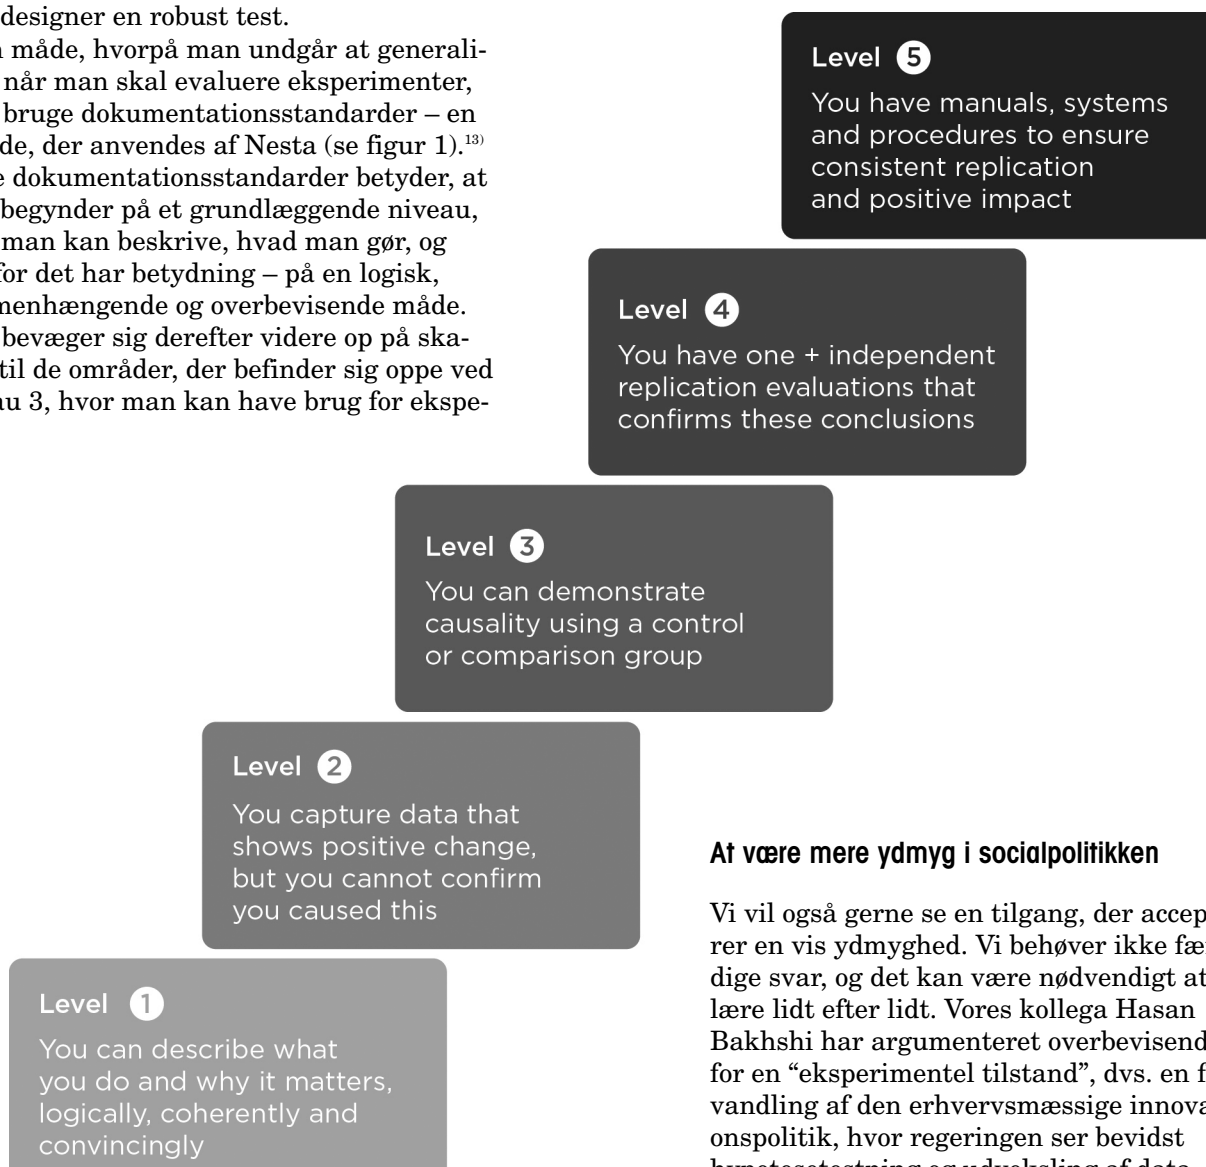 designer en robust test.
måde, hvorpå man undgår at generali-
når man skal evaluere eksperimenter,
bruge dokumentationsstandarder – en
de, der anvendes af Nesta (se figur 1).13)
e dokumentationsstandarder betyder, at
begynder på et grundlæggende niveau,
man kan beskrive, hvad man gør, og
for det har betydning – på en logisk,
menhængende og overbevisende måde.
bevæger sig derefter videre op på ska-
til de områder, der befinder sig oppe ved
au 3, hvor man kan have brug for ekspe-
Level 5
You have manuals, systems
and procedures to ensure
consistent replication
and positive impact
Level 4
You have one + independent
replication evaluations that
confirms these conclusions
Level 3
You can demonstrate
causality using a control
or comparison group
Level 2
You capture data that
shows positive change,
but you cannot confirm
you caused this
Level 1
You can describe what
you do and why it matters,
logically, coherently and
convincingly
At være mere ydmyg i socialpolitikken
Vi vil også gerne se en tilgang, der accep
rer en vis ydmyghed. Vi behøver ikke fæ
dige svar, og det kan være nødvendigt at
lære lidt efter lidt. Vores kollega Hasan
Bakhshi har argumenteret overbevisend
for en “eksperimentel tilstand”, dvs. en f
vandling af den erhvervsmæssige innova
onspolitik, hvor regeringen ser bevidst
hypotesetestning og udveksling af data